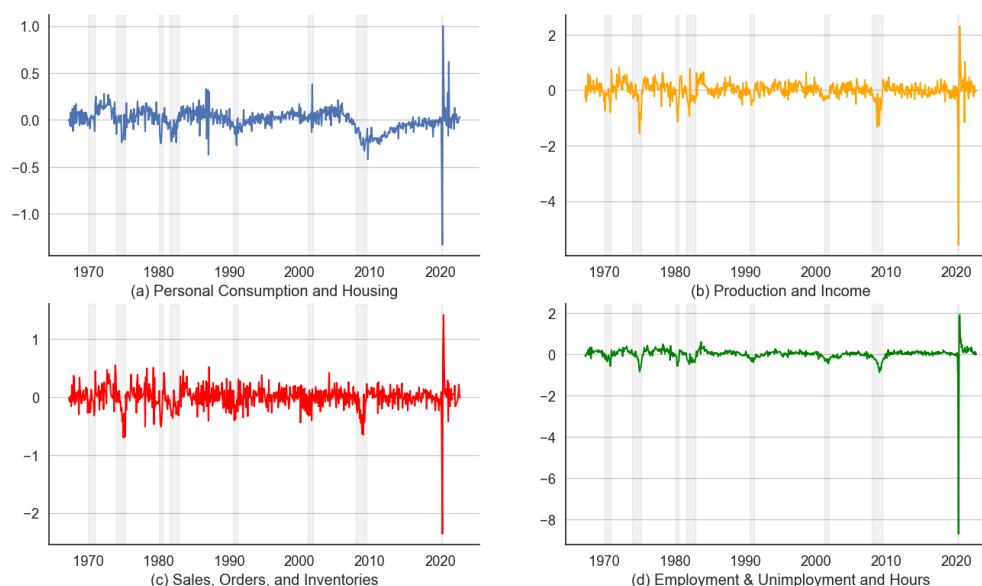 1.0
0.5
0.0
−0.5
−1.0
1970 1980 1990 2000 2010 2020
(a) Personal Consumption and Housing
2
0
−2
−4
1970 1980 1990 2000 2010 2020
(b) Production and Income
1
0
−1
−2
1970 1980 1990 2000 2010 2020
(c) Sales, Orders, and Inventories
2
0
−2
−4
−6
−8
1970 1980 1990 2000 2010 2020
(d) Employment & Unimployment and Hours